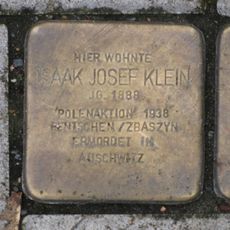 HIER WOHNTE
ISAAK JOSEF KLEIN
JG. 1888
"POLENAKTION" 1938
BENTSCHEN/ZBASZYN
ERMORDET IN
AUSCHWITZ